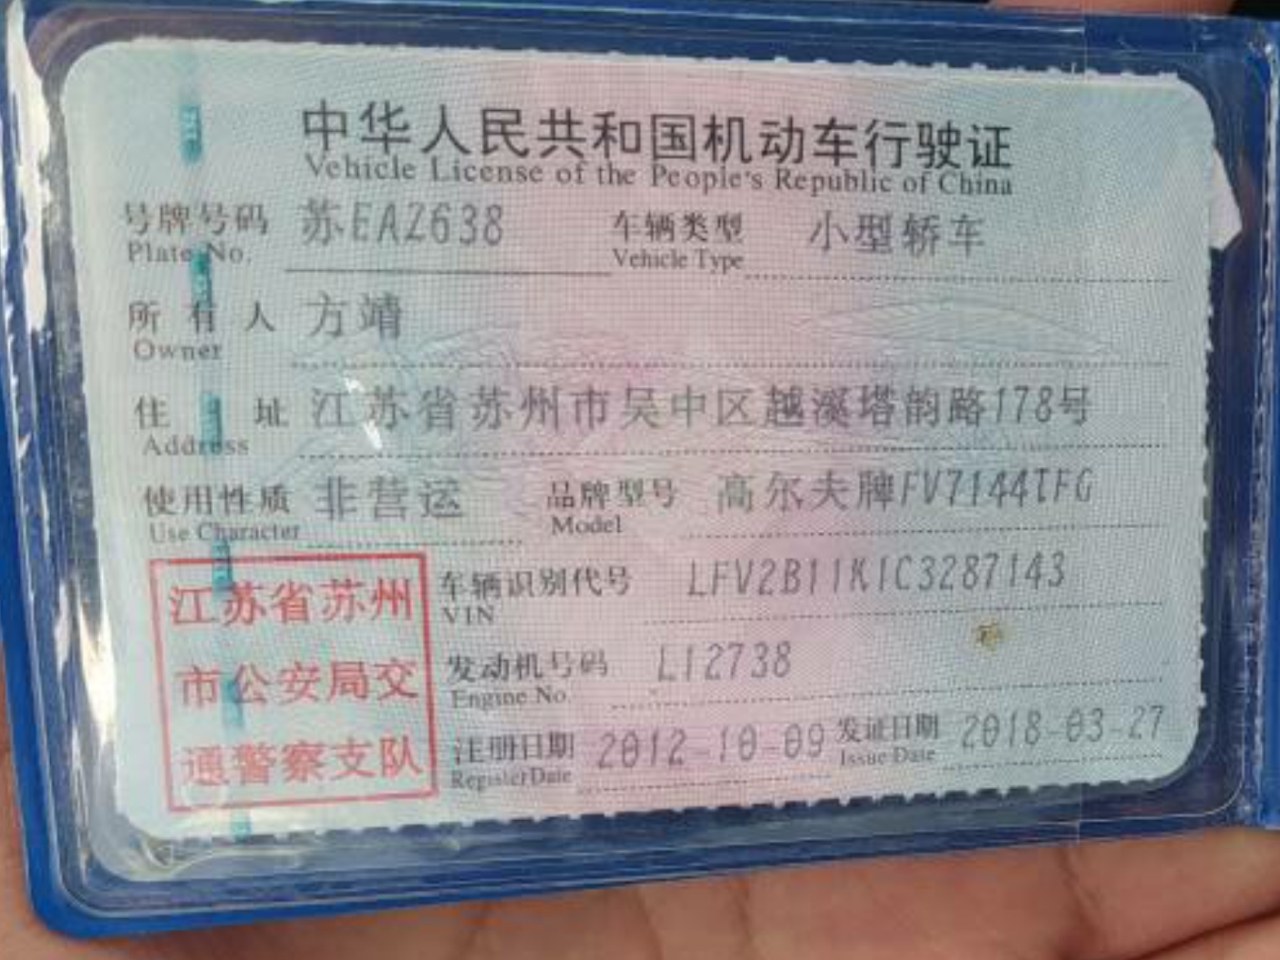 中华人民共和国机动车行驶证
Vehicle License of the People's Republic of China
号牌号码 苏EAZ638 车辆类型 小型轿车
Plate No. Vehicle Type
所有人 方靖
Owner
住址 江苏省苏州市吴中区越溪塔韵路178号
Address
使用性质 非营运 品牌型号 高尔夫牌FV7144TFG
Use Character Model
江苏省苏州 车辆识别代号 LFV2B11K1C3287143
VIN
市公安局交 发动机号码 L12738
Engine No.
通警察支队 注册日期 2012-10-09 发证日期 2018-03-27
Register Date Issue Date